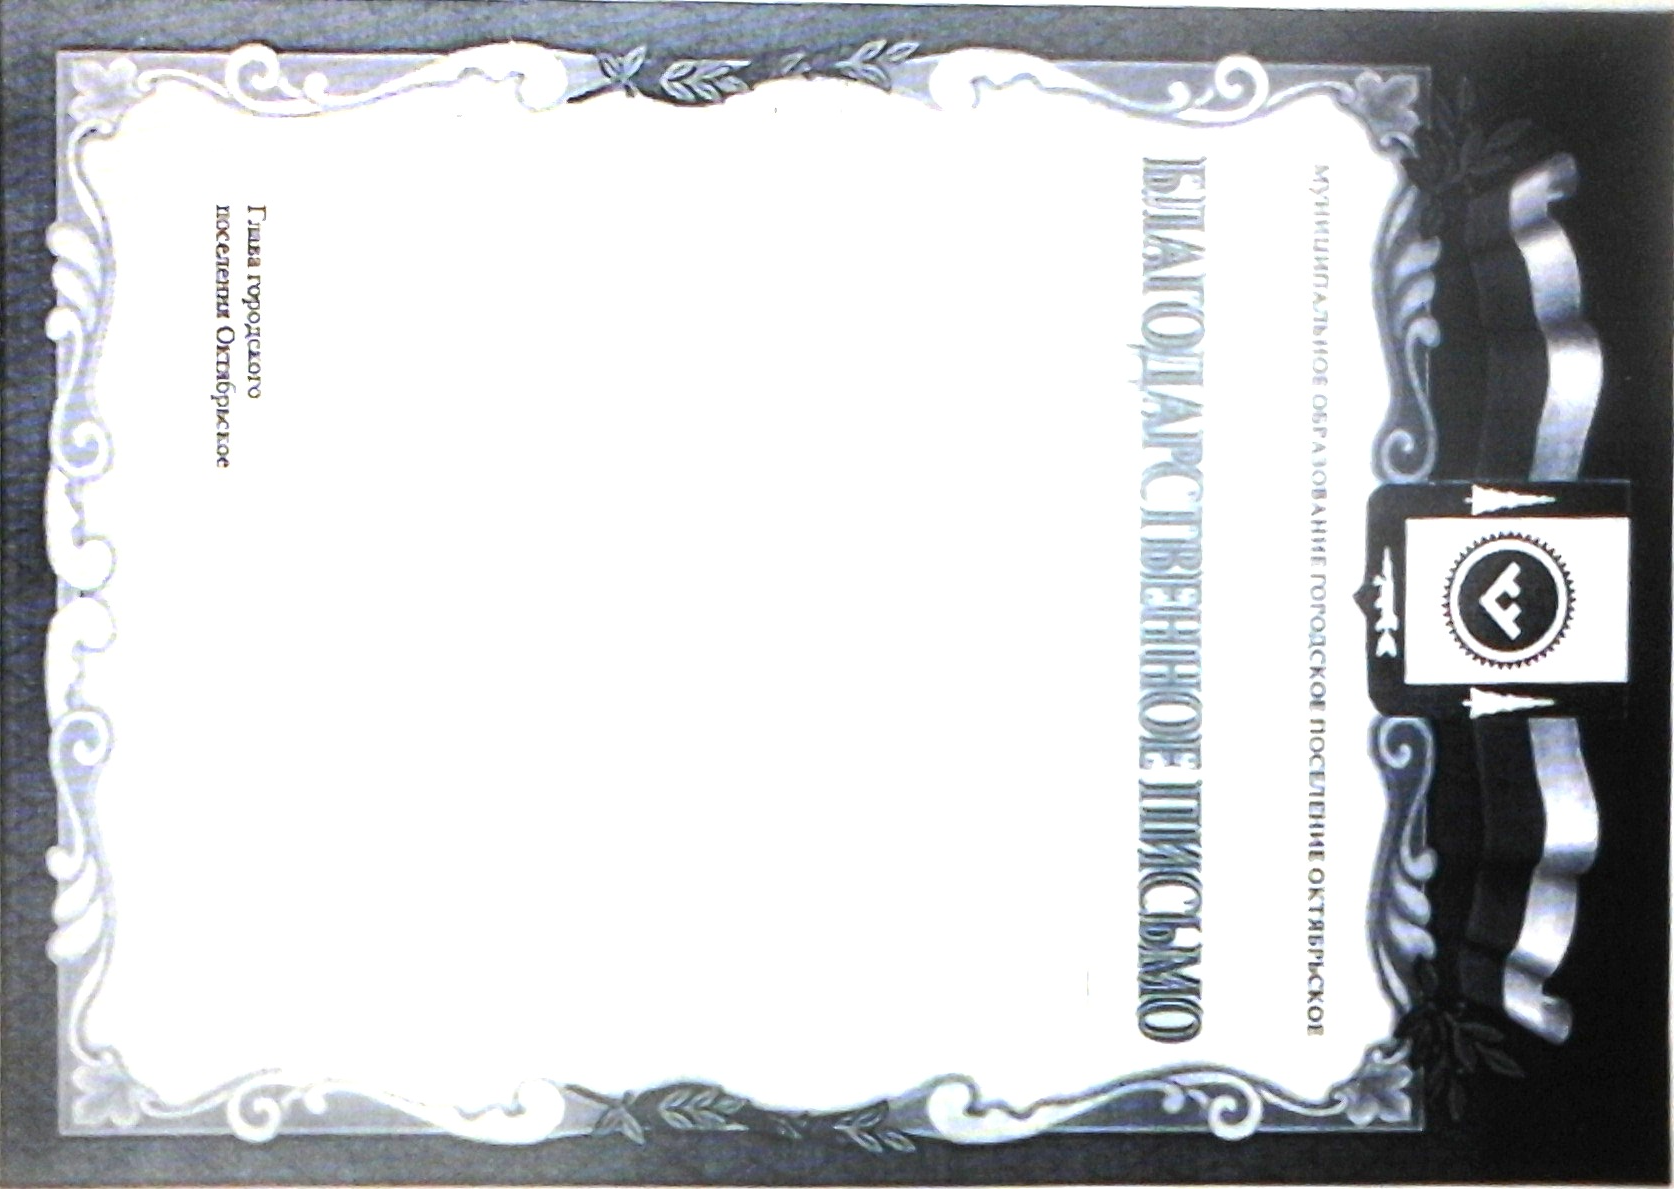 МУНИЦИПАЛЬНОЕ ОБРАЗОВАНИЕ ГОРОДСКОЕ ПОСЕЛЕНИЕ ОКТЯБРЬСКОЕ
БЛАГОДАРСТВЕННОЕ ПИСЬМО
Глава городского
поселения Октябрьское